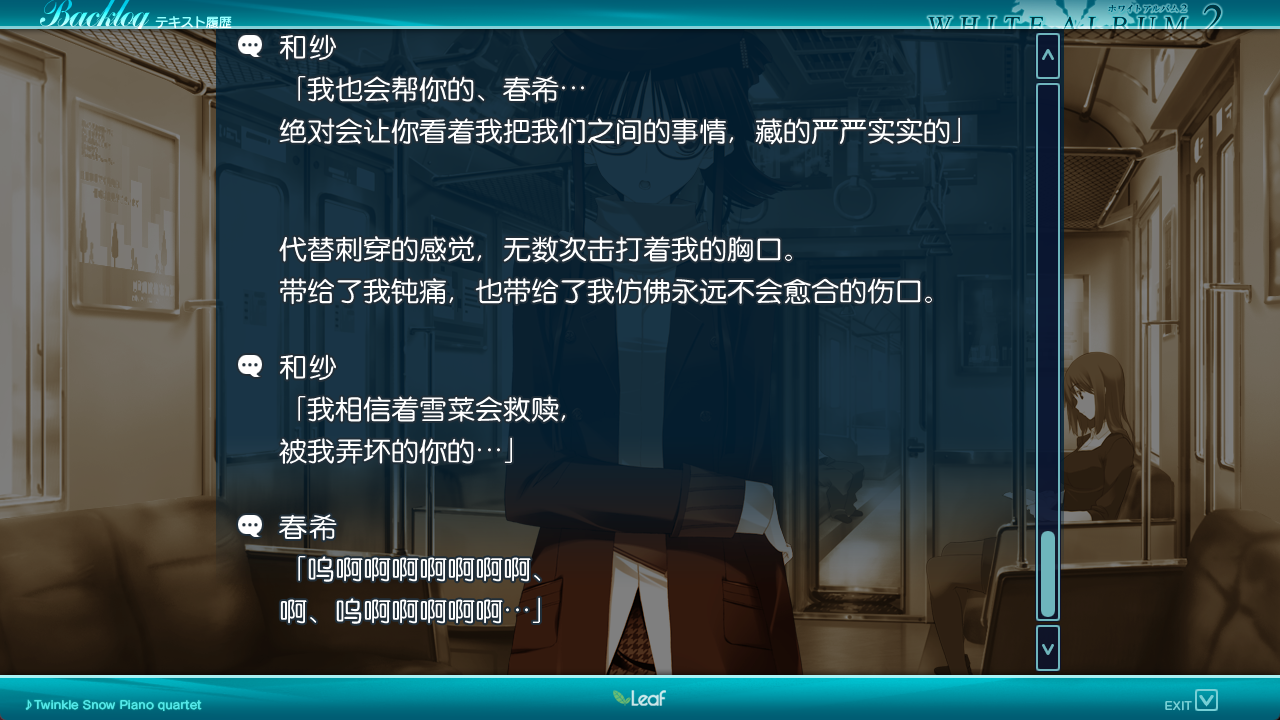 Backlog テキスト履歴
ホワイトアルバム2
WHITE ALBUM 2
和纱
「我也会帮你的、春希…
绝对会让你看着我把我们之间的事情，藏的严严实实的」
代替刺穿的感觉，无数次击打着我的胸口。
带给了我钝痛，也带给了我仿佛永远不会愈合的伤口。
和纱
「我相信着雪菜会救赎，
被我弄坏的你的…」
春希
「呜啊啊啊啊啊啊啊、
啊、呜啊啊啊啊啊…」
♪Twinkle Snow Piano quartet
Leaf
EXIT